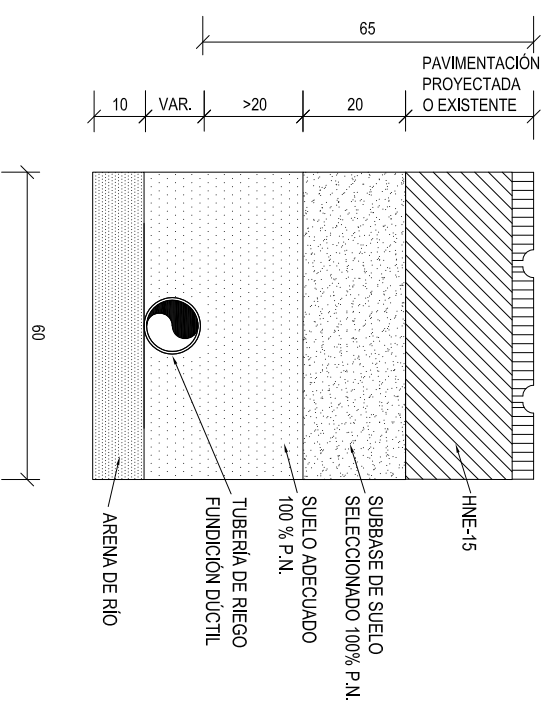 65
PAVIMENTACIÓN
PROYECTADA
O EXISTENTE
10
VAR.
>20
20
60
HNE-15
SUBBASE DE SUELO
SELECCIONADO 100% P.N.
SUELO ADECUADO
100 % P.N.
TUBERÍA DE RIEGO
FUNDICIÓN DÚCTIL
ARENA DE RÍO